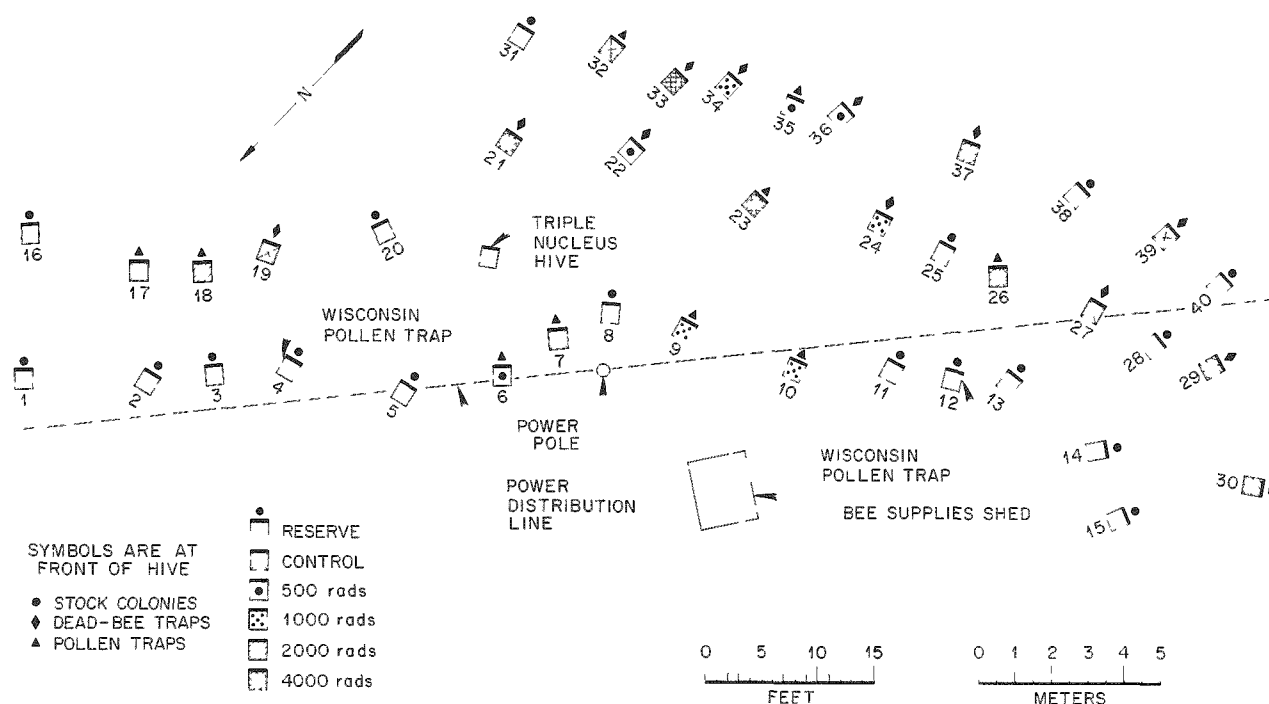 31
32
33
34
35
36
37
38
39
40
N
21
22
23
24
25
26
27
28
29
30
16
17
18
19
20
TRIPLE
NUCLEUS
HIVE
WISCONSIN
POLLEN TRAP
1
2
3
4
5
6
7
8
9
10
11
12
13
14
15
POWER
POLE
POWER
DISTRIBUTION
LINE
WISCONSIN
POLLEN TRAP
BEE SUPPLIES SHED
SYMBOLS ARE AT
FRONT OF HIVE
STOCK COLONIES
DEAD-BEE TRAPS
POLLEN TRAPS
RESERVE
CONTROL
500 rads
1000 rads
2000 rads
4000 rads
0 5 10 15
FEET
0 1 2 3 4 5
METERS